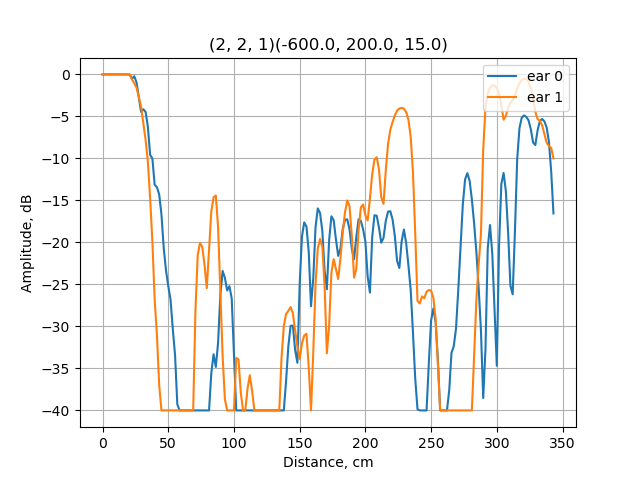 (2, 2, 1)(-600.0, 200.0, 15.0)
ear 0
ear 1
Amplitude, dB
0
−5
−10
−15
−20
−25
−30
−35
−40
0 50 100 150 200 250 300 350
Distance, cm